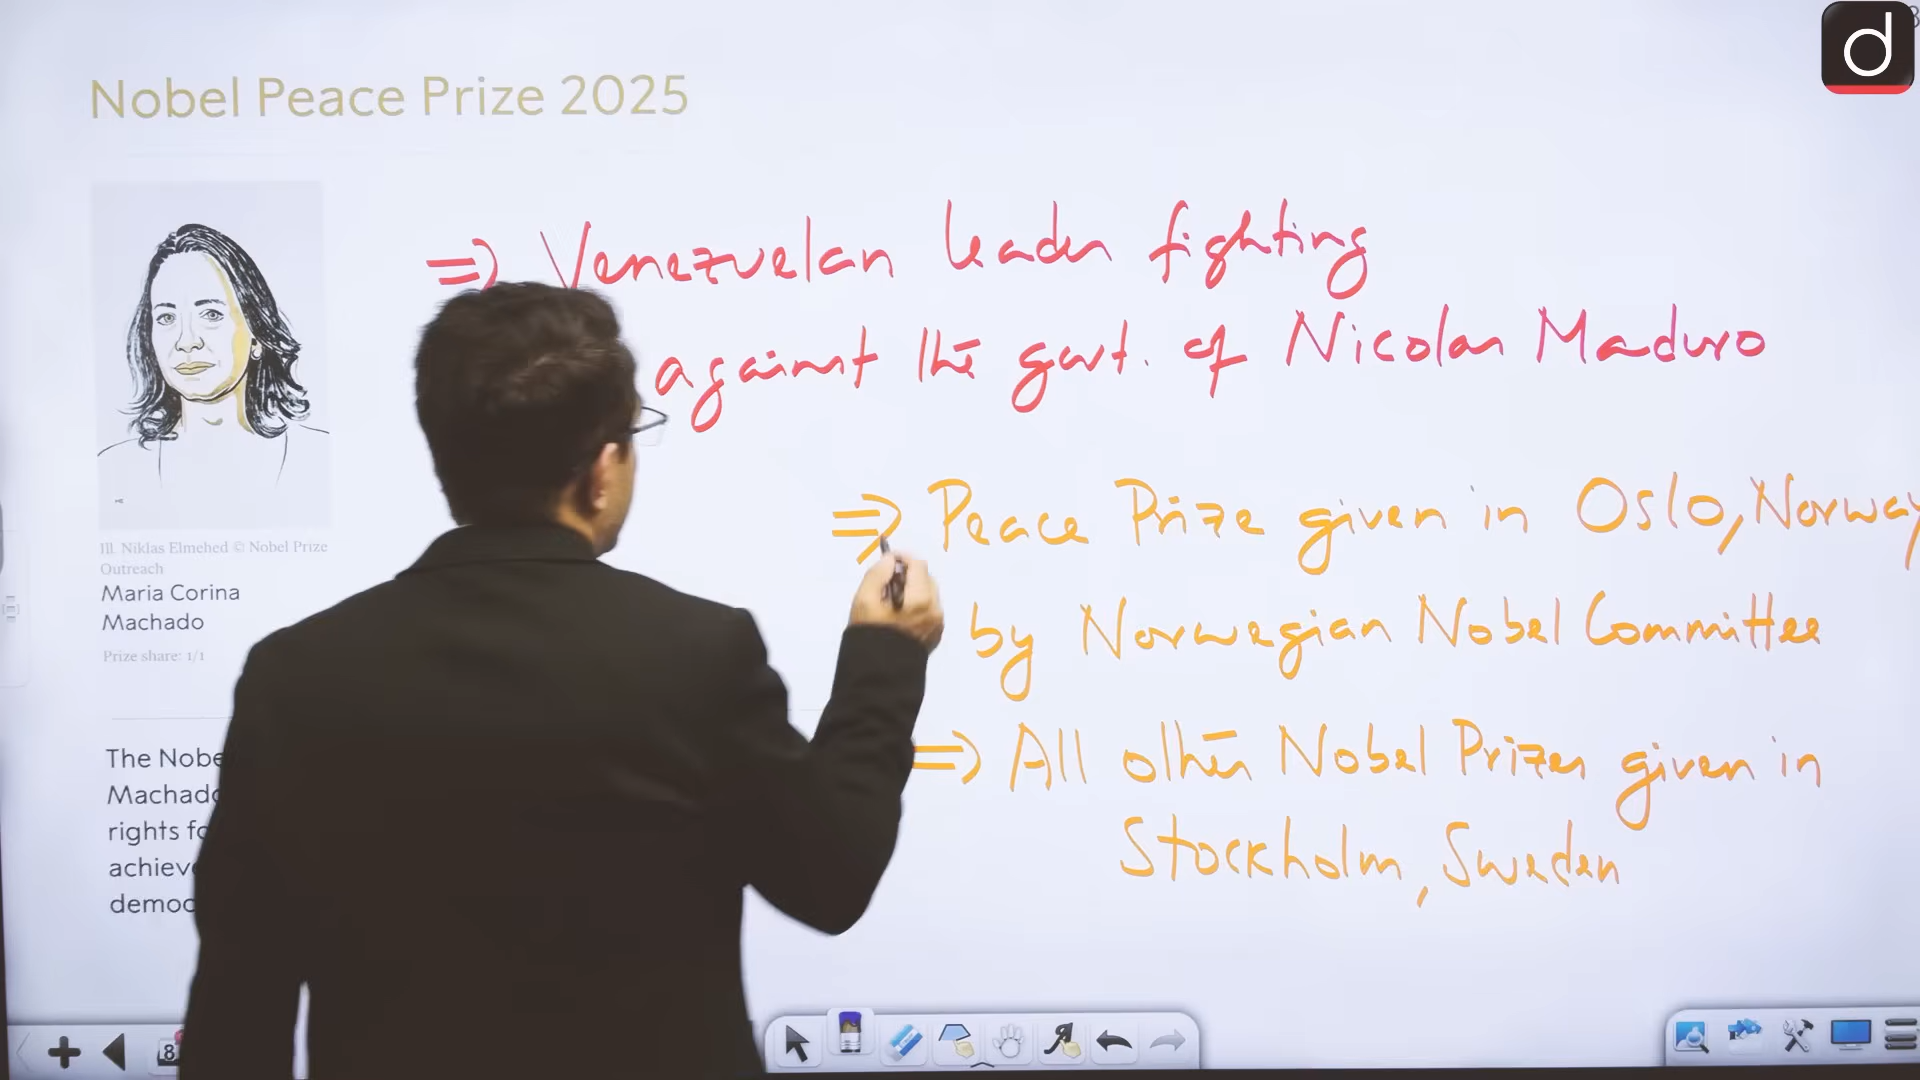 Nobel Peace Prize 2025
⇒ Venezuelan leader fighting
against the govt. of Nicolas Maduro
Ill. Niklas Elmehed © Nobel Prize
Outreach
Maria Corina
Machado
Prize share: 1/1
⇒ Peace Prize given in Oslo, Norway
by Norwegian Nobel Committee
⇒ All other Nobel Prizes given in
Stockholm, Sweden
The Nobe
Machado
rights fo
achieve
democ
d
8